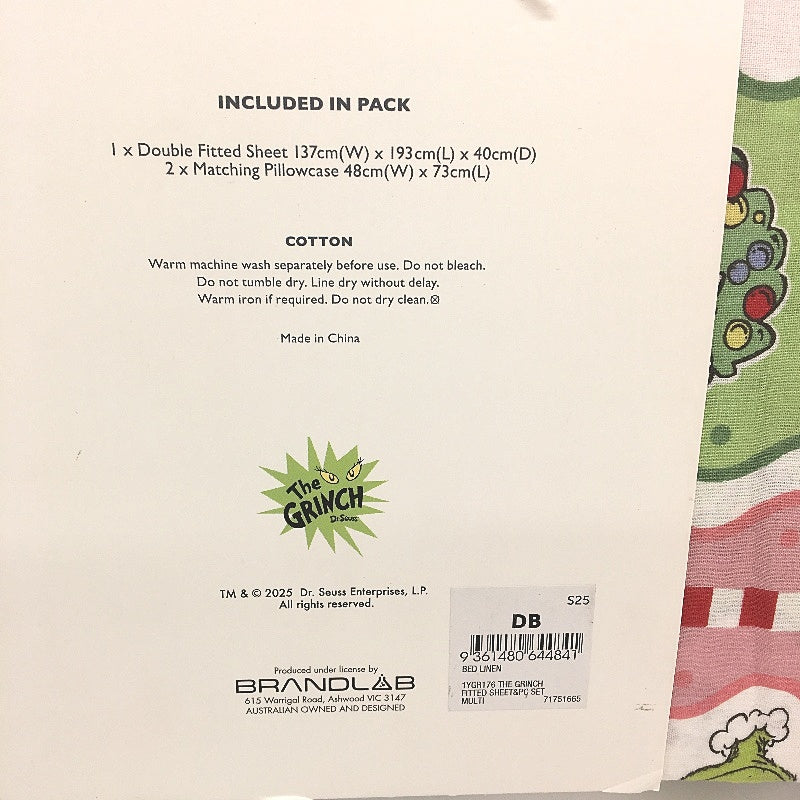 INCLUDED IN PACK
1 x Double Fitted Sheet 137cm(W) x 193cm(L) x 40cm(D)
2 x Matching Pillowcase 48cm(W) x 73cm(L)
COTTON
Warm machine wash separately before use. Do not bleach.
Do not tumble dry. Line dry without delay.
Warm iron if required. Do not dry clean.
Made in China
The
GRINCH
Dr. Seuss
TM & © 2025 Dr. Seuss Enterprises, L.P.
All rights reserved.
Produced under license by
BRANDLAB
615 Warrigal Road, Ashwood VIC 3147
AUSTRALIAN OWNED AND DESIGNED
S25
DB
9 361480 644841
BED LINEN
1YGR176 THE GRINCH
FITTED SHEET&PC SET
MULTI 71751665